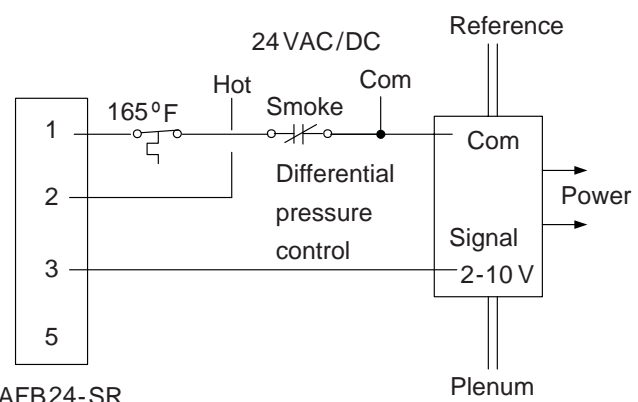 Reference
24 VAC/DC
Hot
Com
165°F
Smoke
1
Com
Differential
pressure
control
2
Power
Signal
3
2-10 V
5
AFB24-SR
Plenum